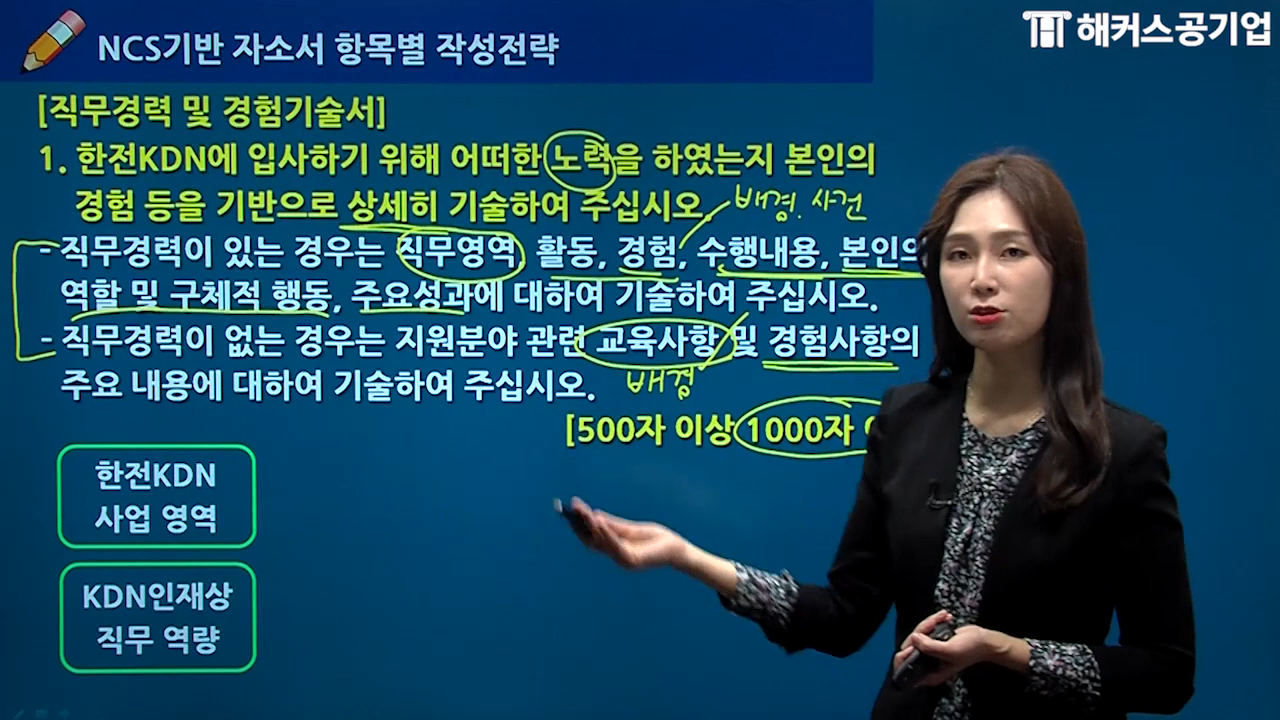 NCS기반 자소서 항목별 작성전략
해커스공기업
[직무경력 및 경험기술서]
1. 한전KDN에 입사하기 위해 어떠한 노력을 하였는지 본인의
경험 등을 기반으로 상세히 기술하여 주십시오.
배경. 사건
- 직무경력이 있는 경우는 직무영역, 활동, 경험, 수행내용, 본인의
역할 및 구체적 행동, 주요성과에 대하여 기술하여 주십시오.
- 직무경력이 없는 경우는 지원분야 관련 교육사항 및 경험사항의
주요 내용에 대하여 기술하여 주십시오.
배점
[500자 이상 1000자
한전KDN
사업 영역
KDN인재상
직무 역량